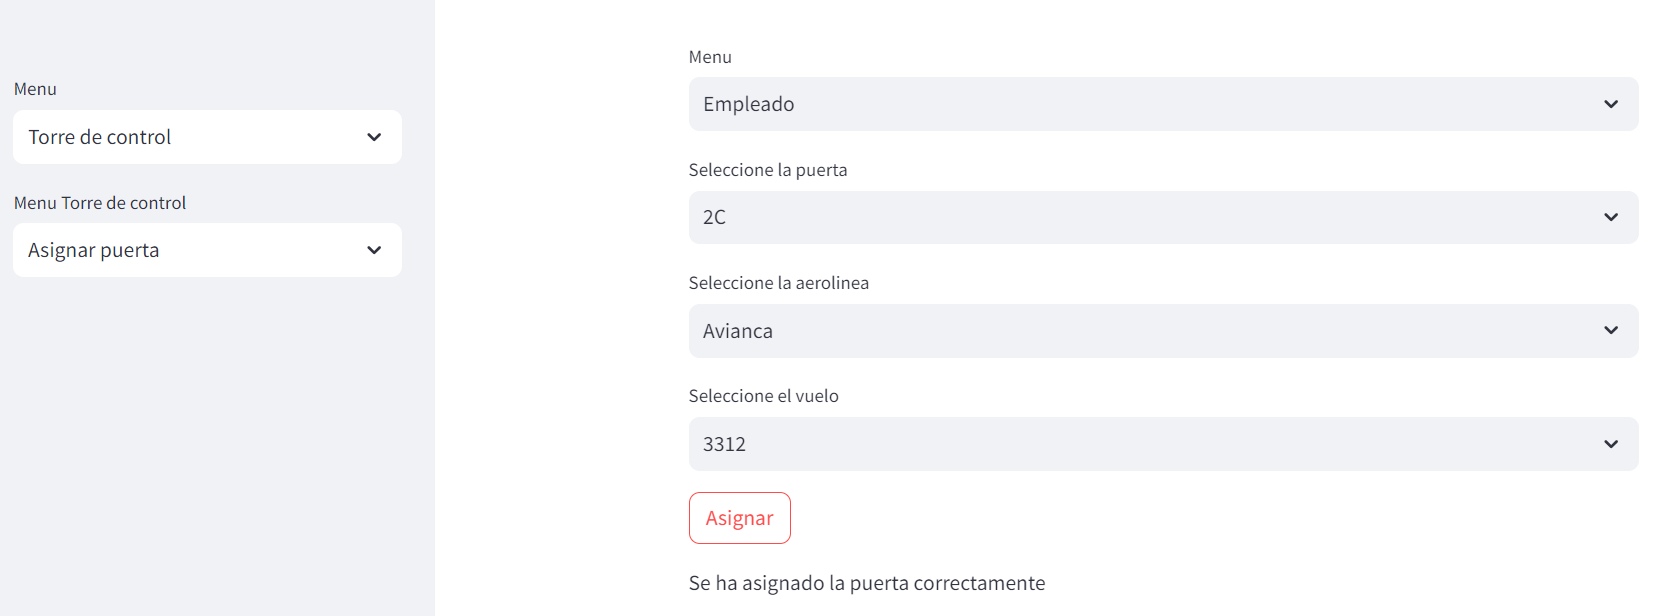 Menu
Torre de control
Menu Torre de control
Asignar puerta
Menu
Empleado
Seleccione la puerta
2C
Seleccione la aerolinea
Avianca
Seleccione el vuelo
3312
Asignar
Se ha asignado la puerta correctamente